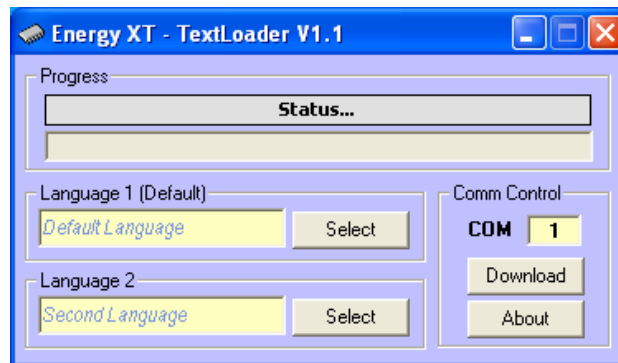 Energy XT - TextLoader V1.1
Progress
Status...
Language 1 (Default)
Default Language
Select
Language 2
Second Language
Select
Comm Control
COM 1
Download
About